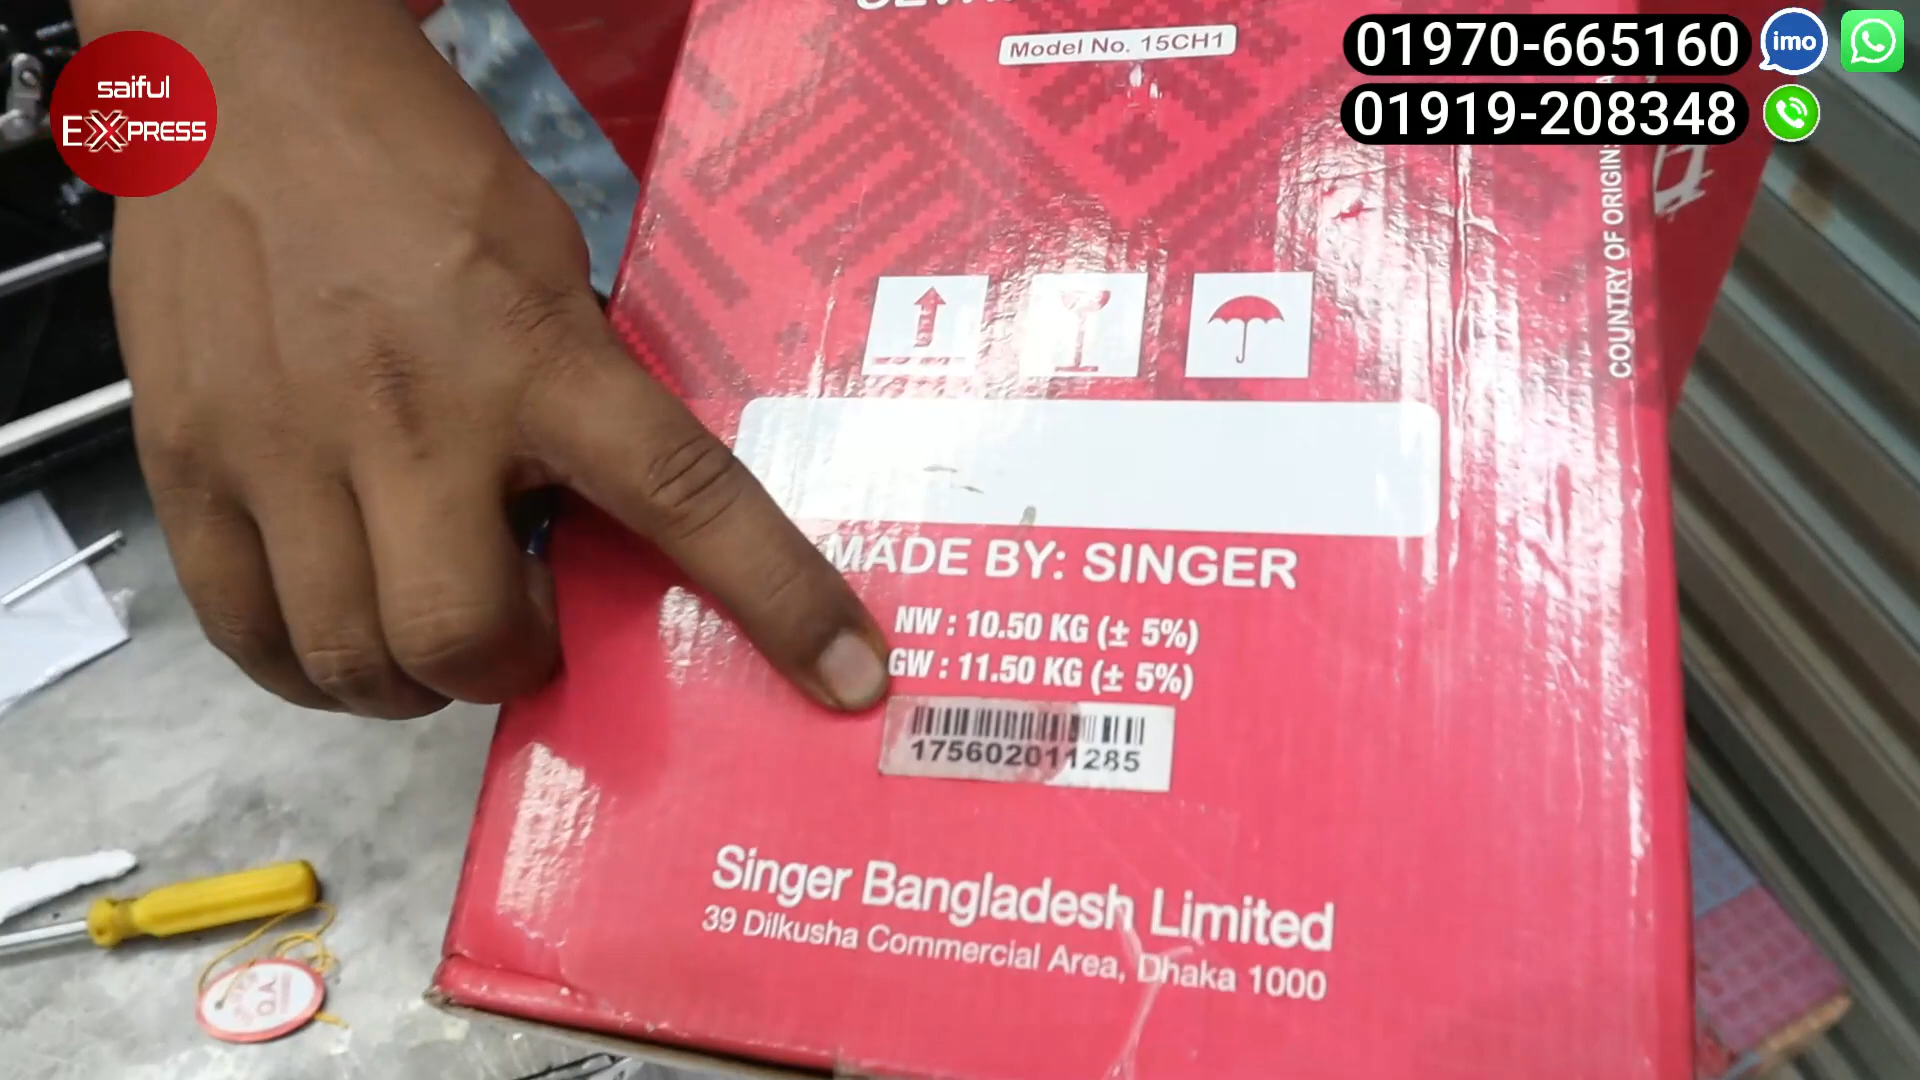 saiful
EXPRESS
01970-665160
imo
01919-208348
Model No. 15CH1
COUNTRY OF ORIGIN:
MADE BY: SINGER
NW : 10.50 KG (± 5%)
GW : 11.50 KG (± 5%)
175602011285
Singer Bangladesh Limited
39 Dilkusha Commercial Area, Dhaka 1000